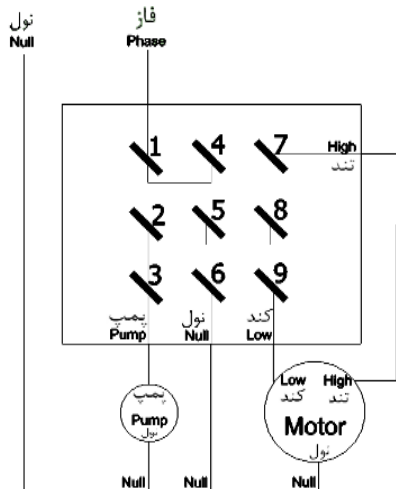 نول
Null
فاز
Phase
1
4
7
High
تند
2
5
8
3
6
9
پمپ
Pump
نول
Null
کند
Low
پمپ
Pump
نول
Low
High
کند
تند
Motor
نول
Null
Null
Null